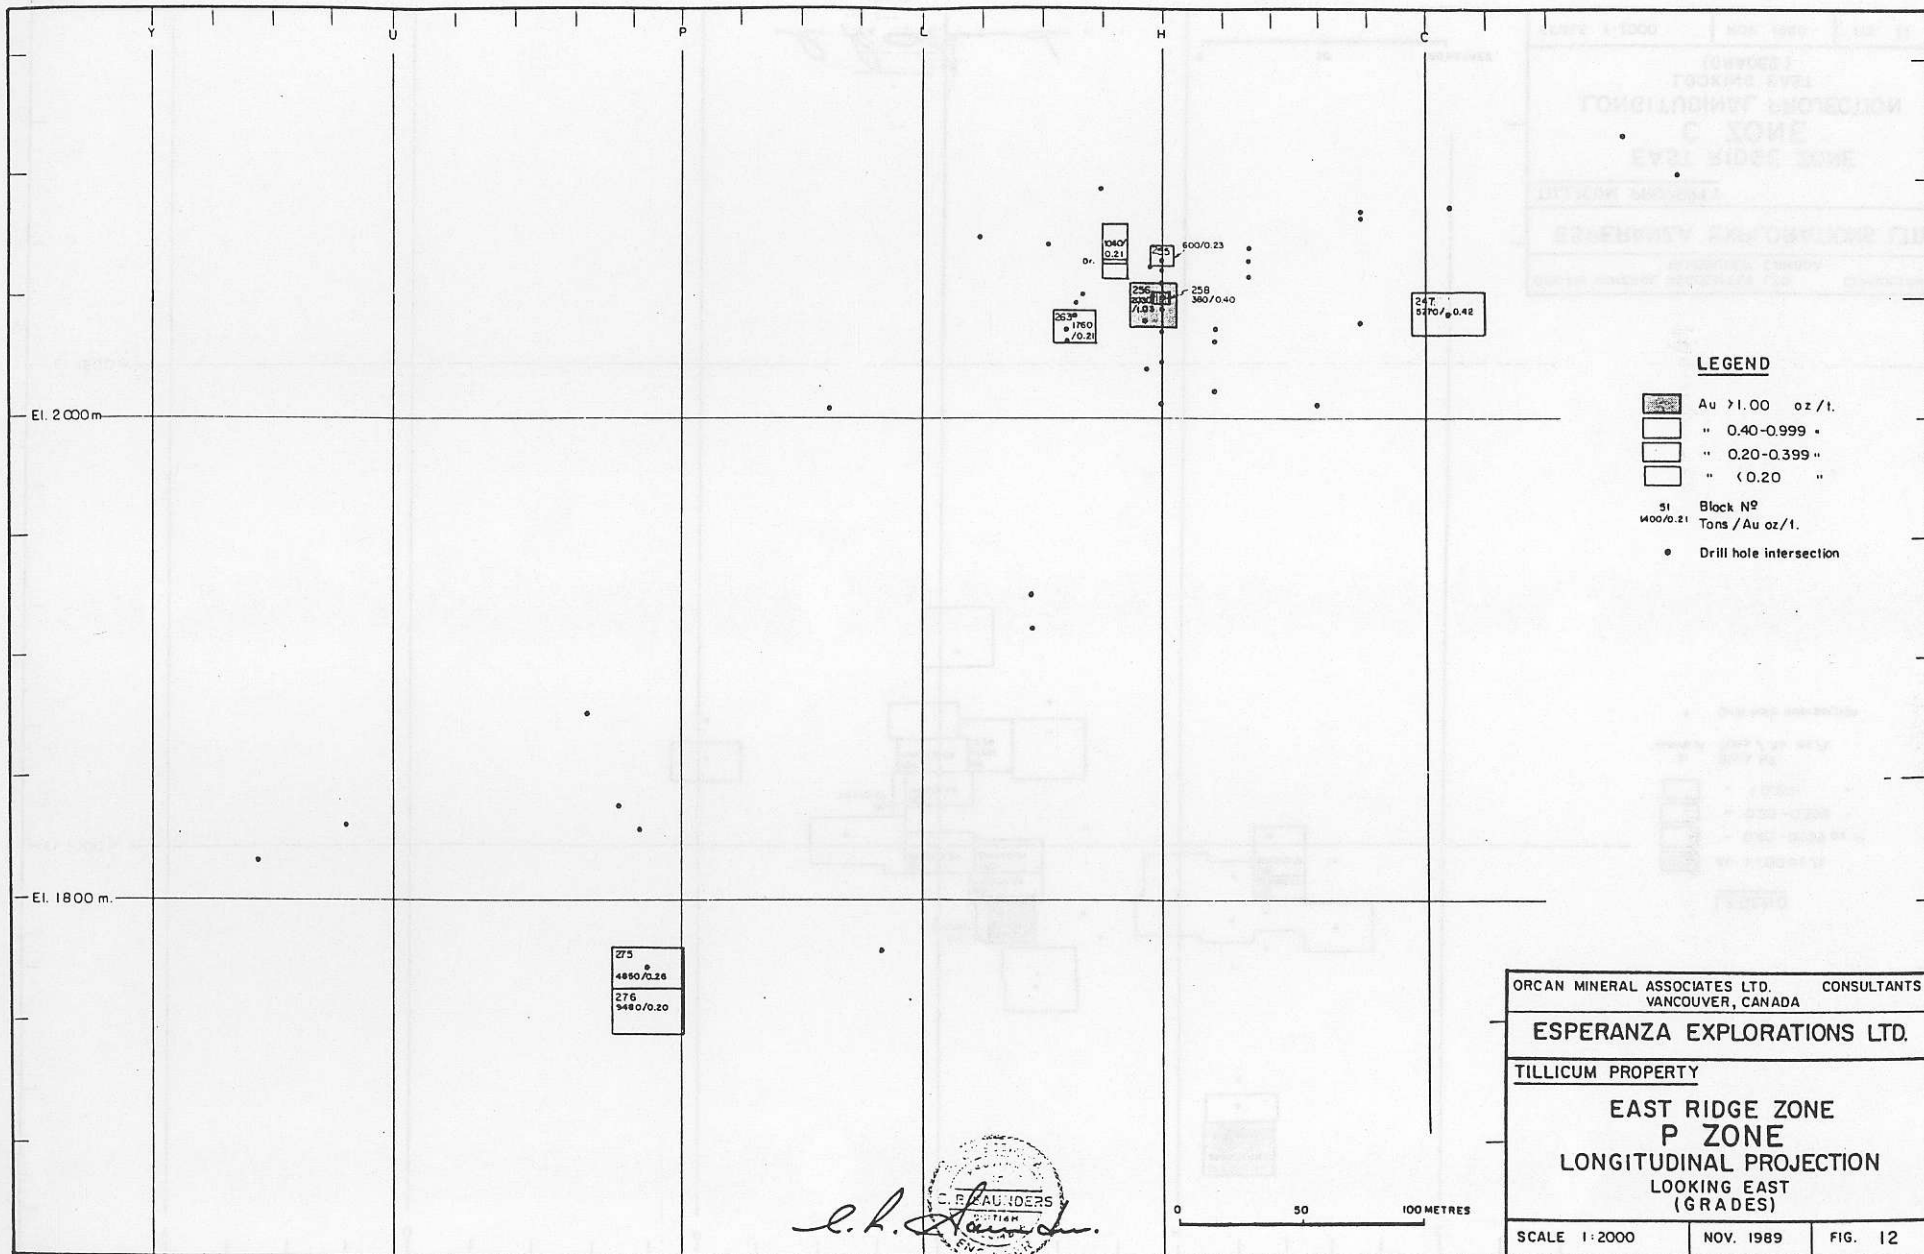 Y U P L H C
1040/
0.21
Dr.
255
600/0.23
256
/1.03
258
380/0.40
263
1760
/0.21
247.
5770/0.42
El. 2000m
LEGEND
Au >1.00 oz/t.
" 0.40-0.999 "
" 0.20-0.399 "
" <0.20 "
51 Block Nº
1400/0.21 Tons/Au oz/t.
Drill hole intersection
El. 1800 m.
275
4850/0.26
276
9480/0.20
ORCAN MINERAL ASSOCIATES LTD. CONSULTANTS
VANCOUVER, CANADA
ESPERANZA EXPLORATIONS LTD.
TILLICUM PROPERTY
EAST RIDGE ZONE
P ZONE
LONGITUDINAL PROJECTION
LOOKING EAST
(GRADES)
SCALE 1:2000 NOV. 1989 FIG. 12
0 50 100 METRES
C. R. SAUNDERS
BRITISH